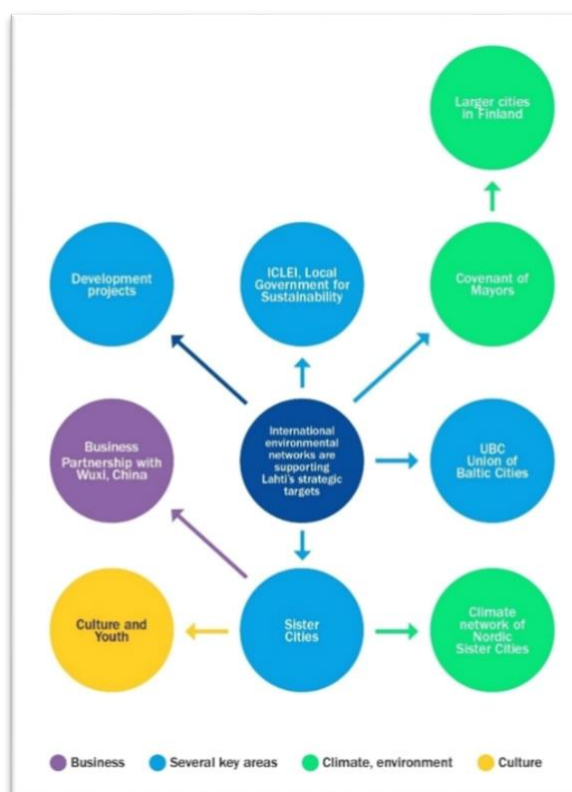 Larger cities
in Finland
Development
projects
ICLEI, Local
Government for
Sustainability
Covenant of
Mayors
Business
Partnership with
Wuxi, China
International
environmental
networks are
supporting
Lahti's strategic
targets
UBC
Union of
Baltic Cities
Culture and
Youth
Sister
Cities
Climate
network of
Nordic
Sister Cities
Business
Several key areas
Climate, environment
Culture